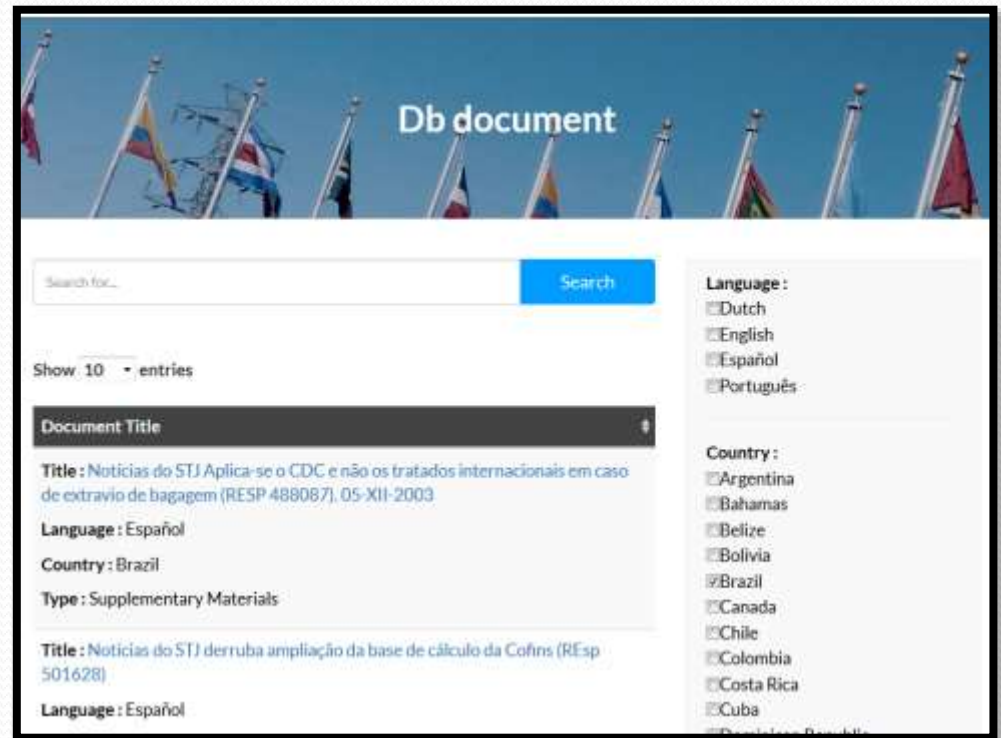 Db document
Search for...
Search
Show 10 entries
Document Title
Title : Noticias do STJ Aplica-se o CDC e não os tratados internacionais em caso
de extravio de bagagem (RESP 488087). 05-XII-2003
Language : Español
Country : Brazil
Type : Supplementary Materials
Title : Noticias do STJ derruba ampliação da base de cálculo da Cofins (REsp
501628)
Language : Español
Language :
Dutch
English
Español
Português
Country :
Argentina
Bahamas
Belize
Bolivia
Brazil
Canada
Chile
Colombia
Costa Rica
Cuba
Dominican Republic